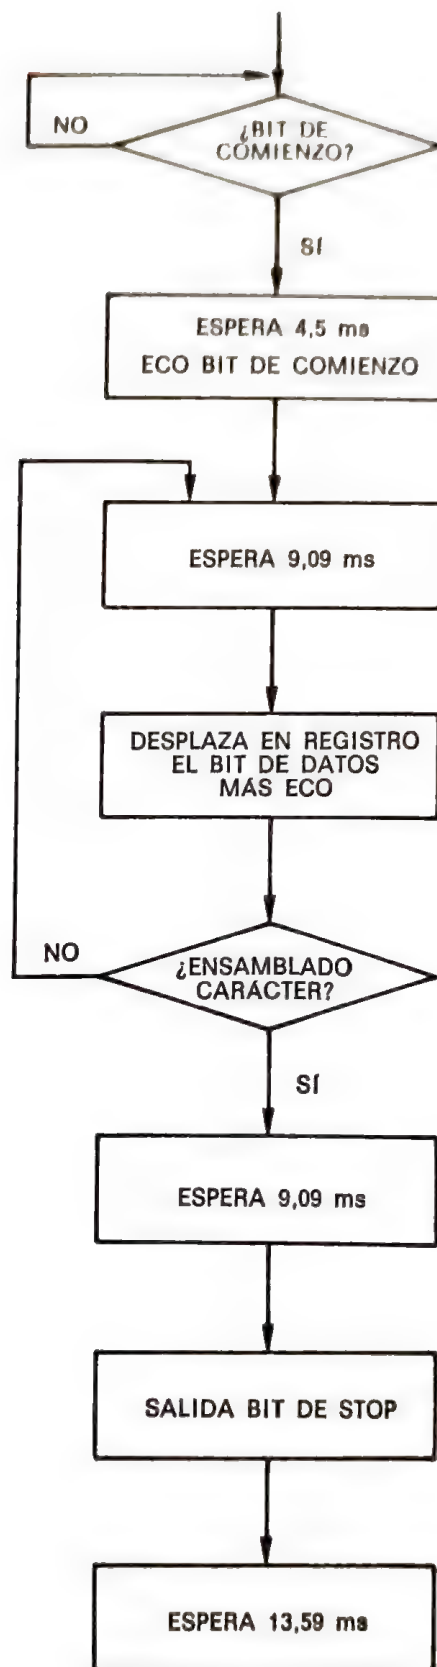 ¿BIT DE
COMIENZO?
NO
SÍ
ESPERA 4,5 ms
ECO BIT DE COMIENZO
ESPERA 9,09 ms
DESPLAZA EN REGISTRO
EL BIT DE DATOS
MÁS ECO
NO
¿ENSAMBLADO
CARÁCTER?
SÍ
ESPERA 9,09 ms
SALIDA BIT DE STOP
ESPERA 13,59 ms